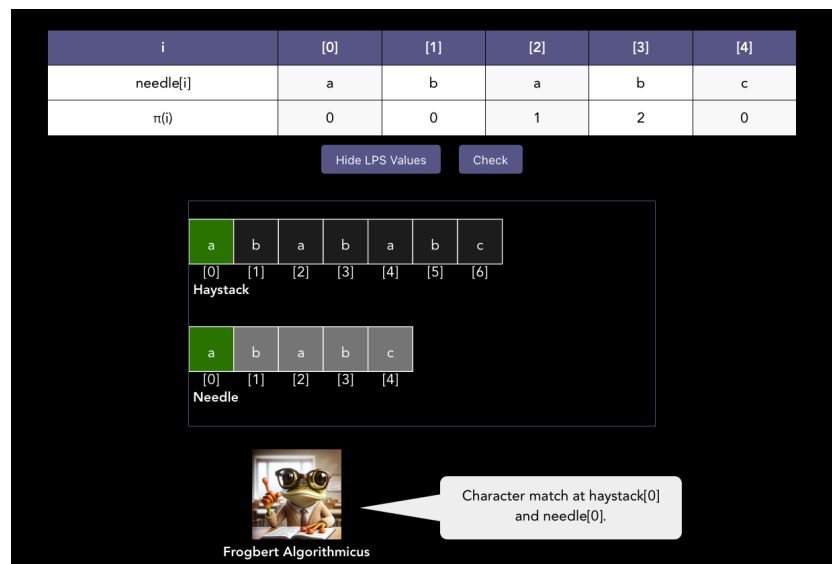 i [0] [1] [2] [3] [4]
needle[i] a b a b c
π(i) 0 0 1 2 0
Hide LPS Values Check
a b a b a b c
[0] [1] [2] [3] [4] [5] [6]
Haystack
a b a b c
[0] [1] [2] [3] [4]
Needle
Character match at haystack[0]
and needle[0].
Frogbert Algorithmicus